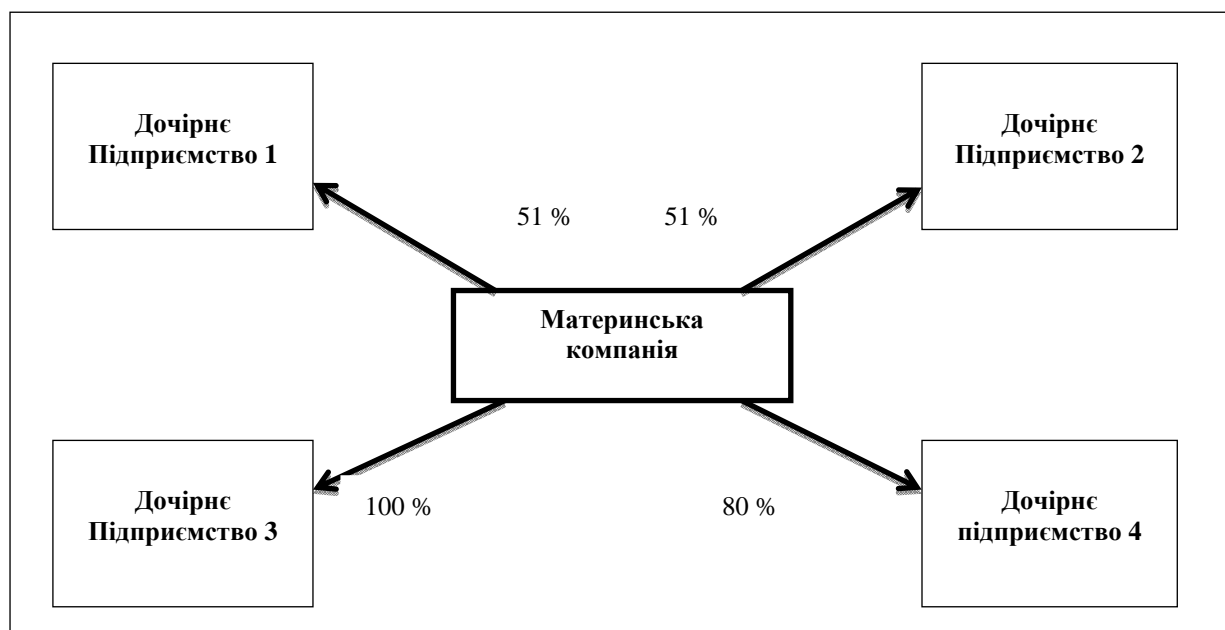 Дочірнє
Підприємство 1
Дочірнє
Підприємство 2
51 %
51 %
Материнська
компанія
Дочірнє
Підприємство 3
100 %
80 %
Дочірнє
підприємство 4